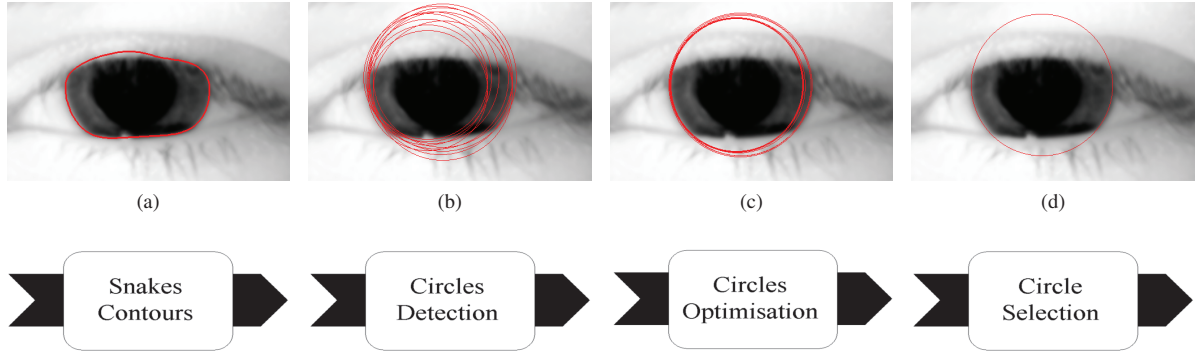 (a)
(b)
(c)
(d)
Snakes
Contours
Circles
Detection
Circles
Optimisation
Circle
Selection